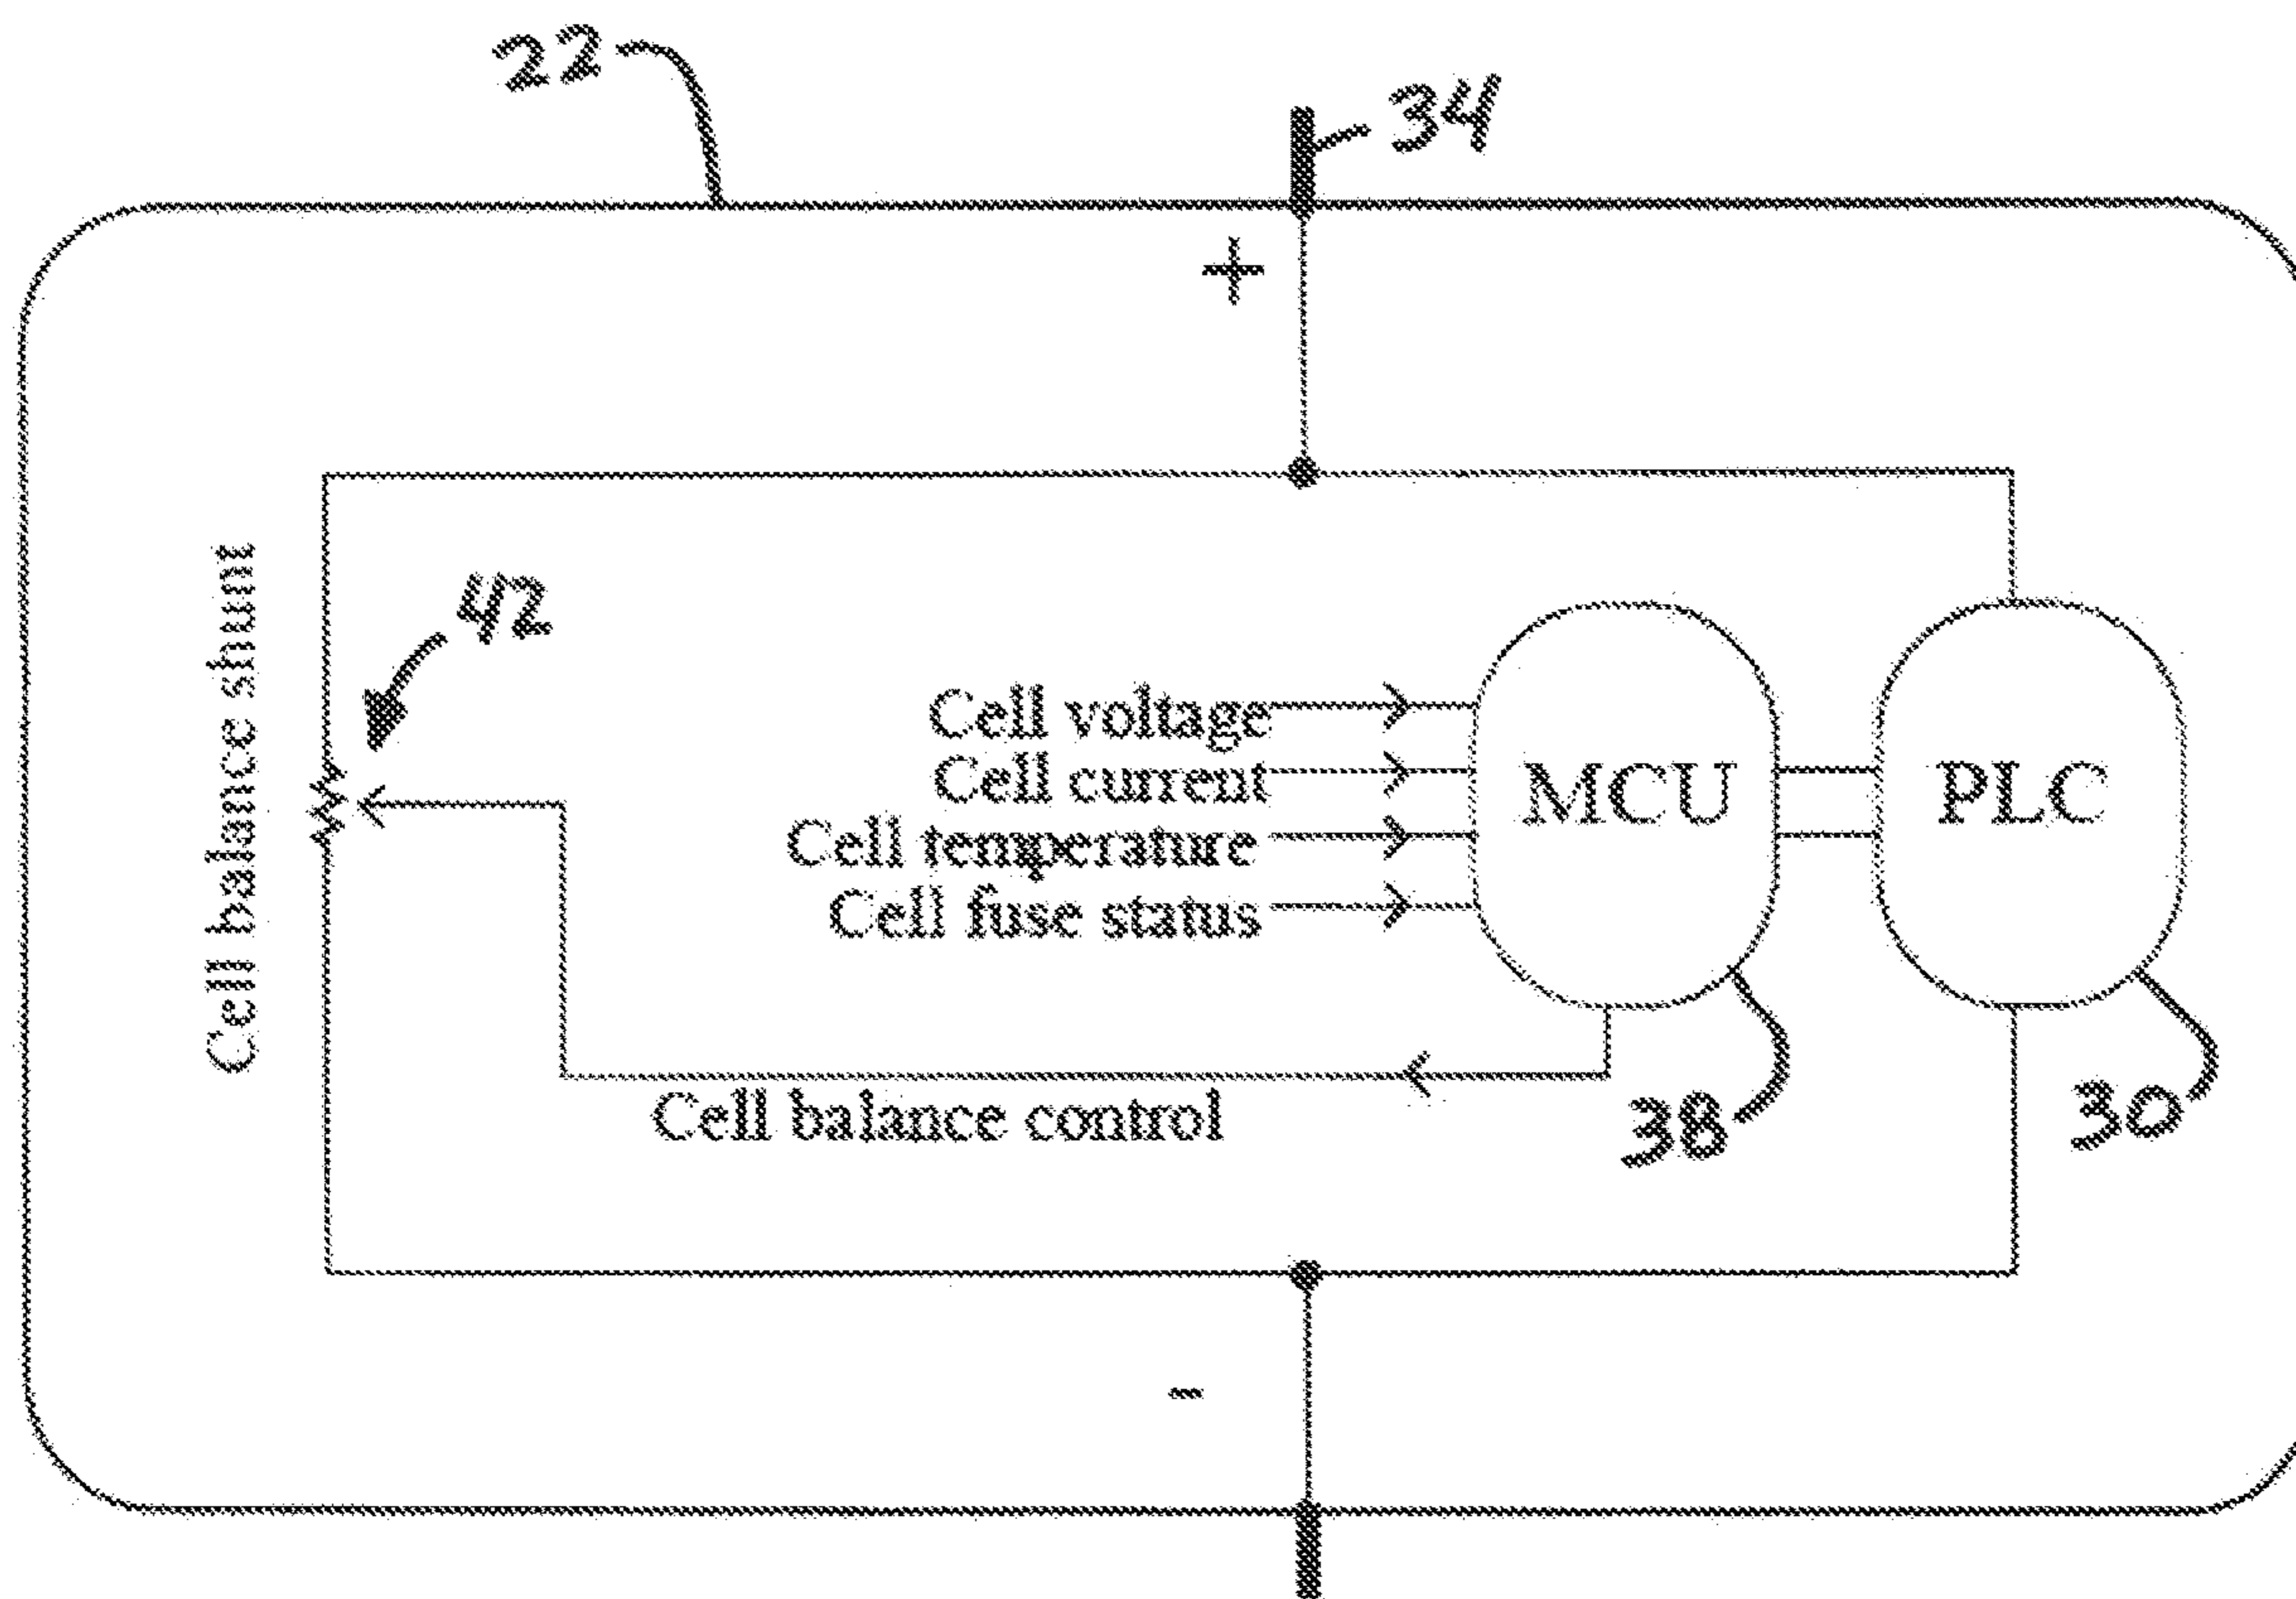 22
34
+
Cell balance shunt
42
Cell voltage
Cell current
Cell temperature
Cell fuse status
MCU
PLC
Cell balance control
38
30
-